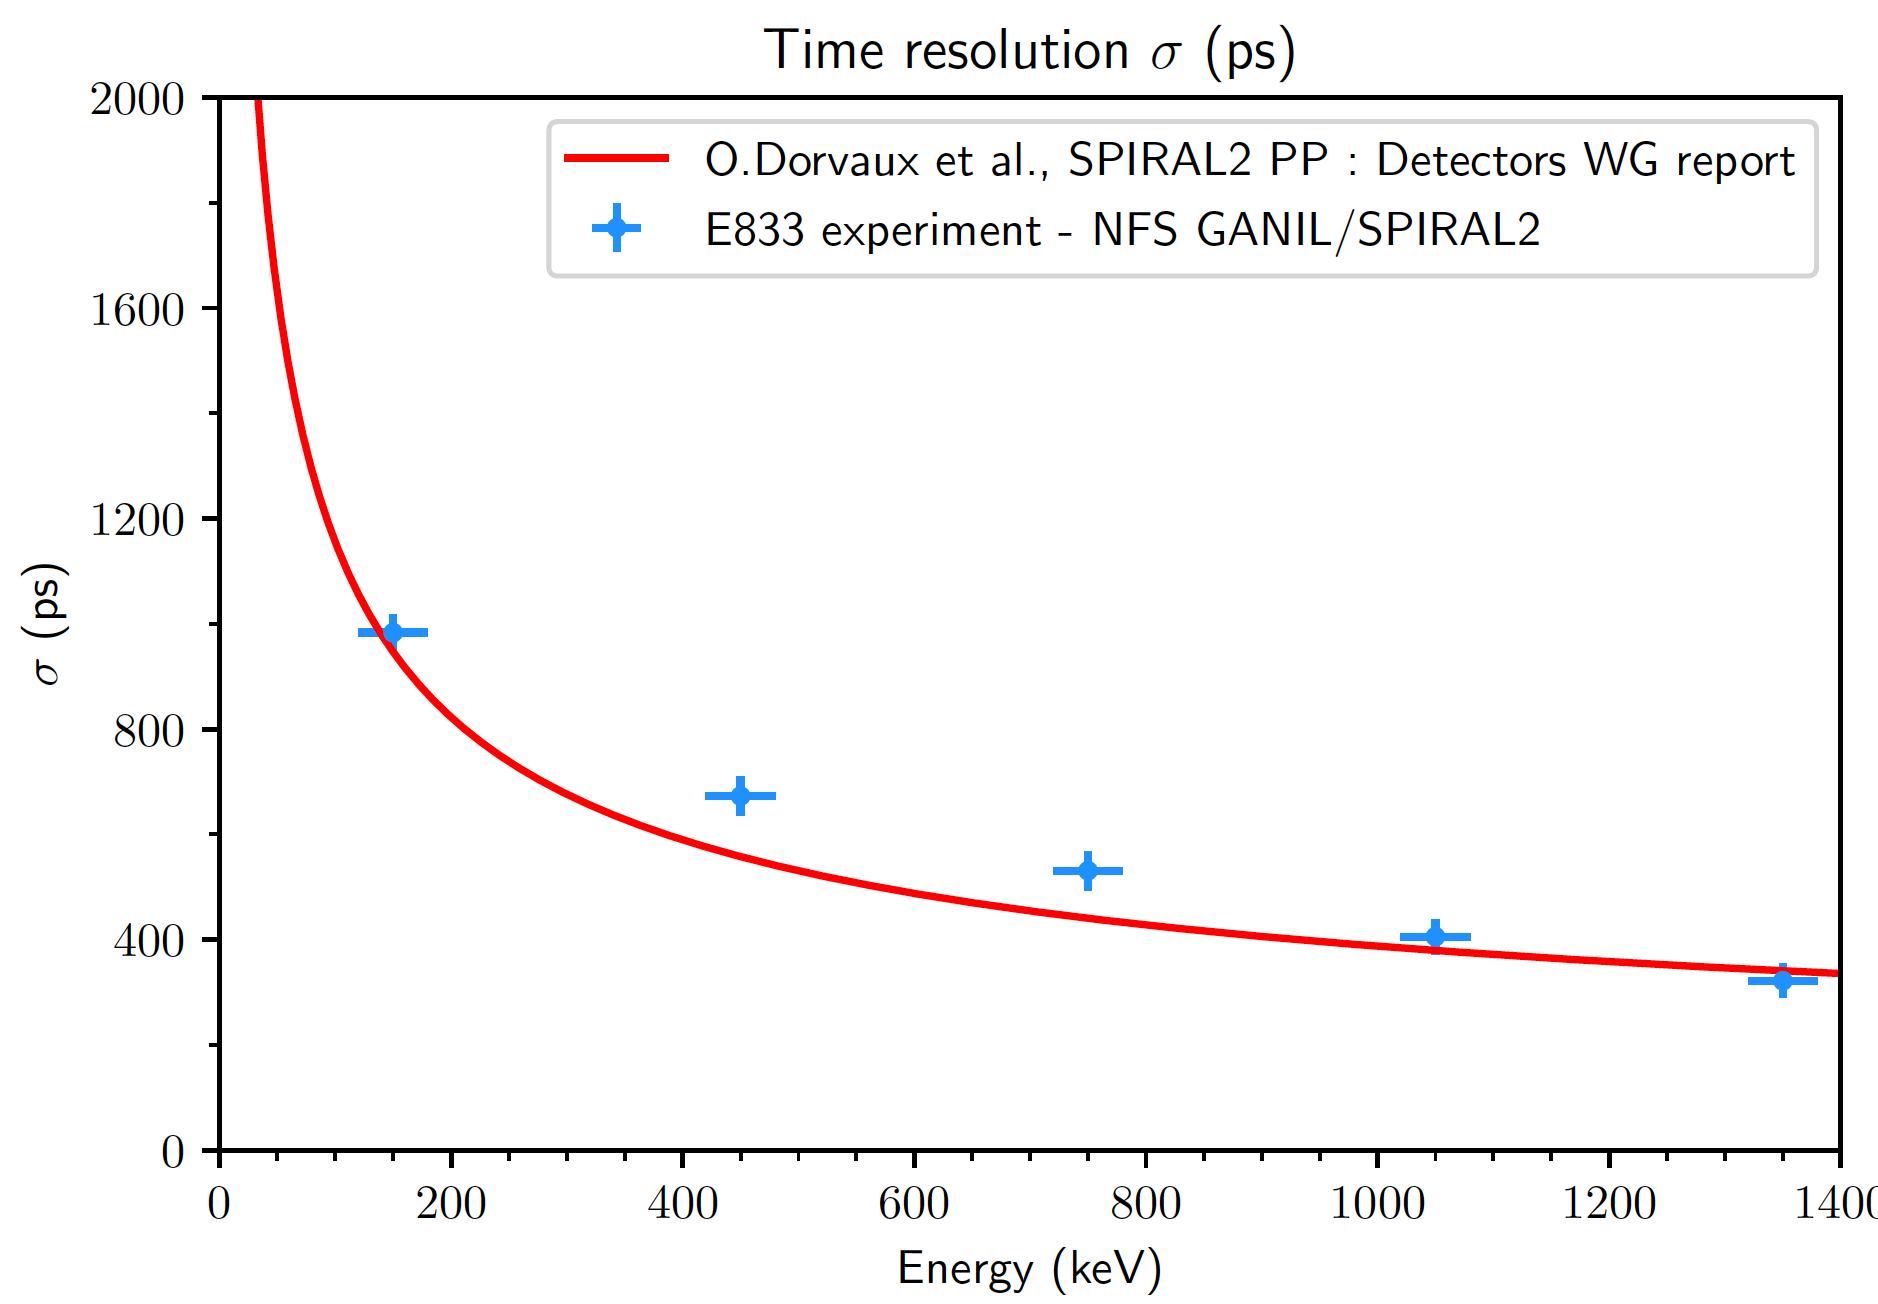 Time resolution σ (ps)
2000
1600
1200
800
400
0
σ (ps)
O.Dorvaux et al., SPIRAL2 PP : Detectors WG report
E833 experiment - NFS GANIL/SPIRAL2
0 200 400 600 800 1000 1200 1400
Energy (keV)